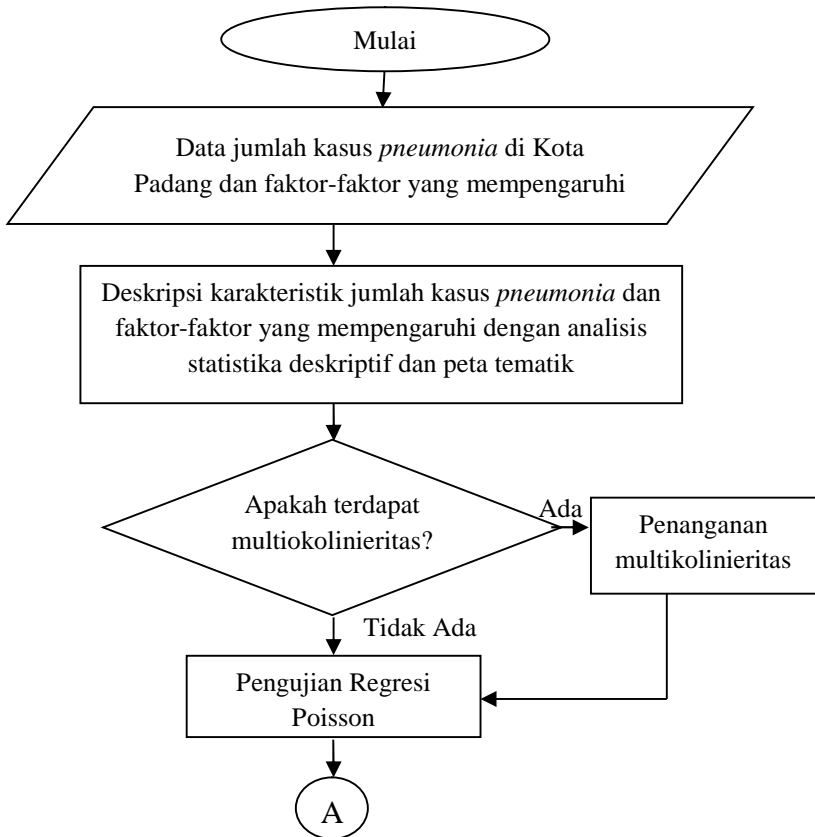 Mulai
Data jumlah kasus pneumonia di Kota
Padang dan faktor-faktor yang mempengaruhi
Deskripsi karakteristik jumlah kasus pneumonia dan
faktor-faktor yang mempengaruhi dengan analisis
statistika deskriptif dan peta tematik
Apakah terdapat
multiokolinieritas?
Ada
Penanganan
multikolinieritas
Tidak Ada
Pengujian Regresi
Poisson
A